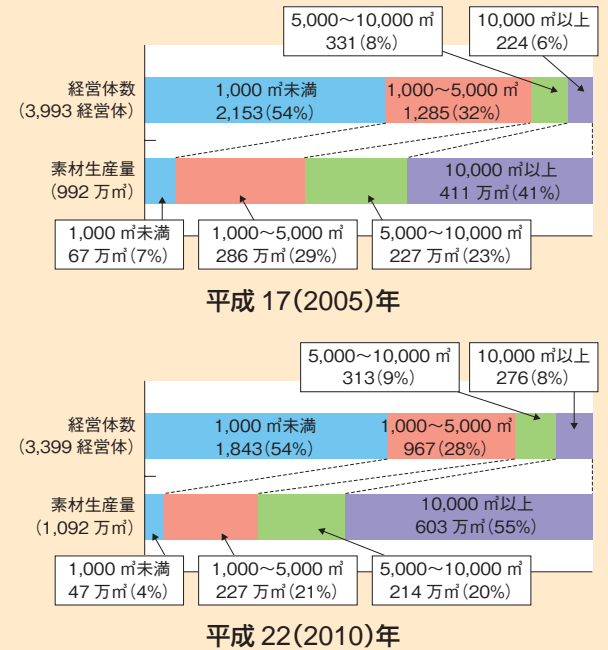 5,000～10,000 ㎥
331(8%)
10,000 ㎥以上
224(6%)
経営体数
(3,993 経営体)
1,000 ㎥未満
2,153(54%)
1,000～5,000 ㎥
1,285(32%)
素材生産量
(992 万㎥)
10,000 ㎥以上
411 万㎥(41%)
1,000 ㎥未満
67 万㎥(7%)
1,000～5,000 ㎥
286 万㎥(29%)
5,000～10,000 ㎥
227 万㎥(23%)
平成 17(2005)年
5,000～10,000 ㎥
313(9%)
10,000 ㎥以上
276(8%)
経営体数
(3,399 経営体)
1,000 ㎥未満
1,843(54%)
1,000～5,000 ㎥
967(28%)
素材生産量
(1,092 万㎥)
10,000 ㎥以上
603 万㎥(55%)
1,000 ㎥未満
47 万㎥(4%)
1,000～5,000 ㎥
227 万㎥(21%)
5,000～10,000 ㎥
214 万㎥(20%)
平成 22(2010)年